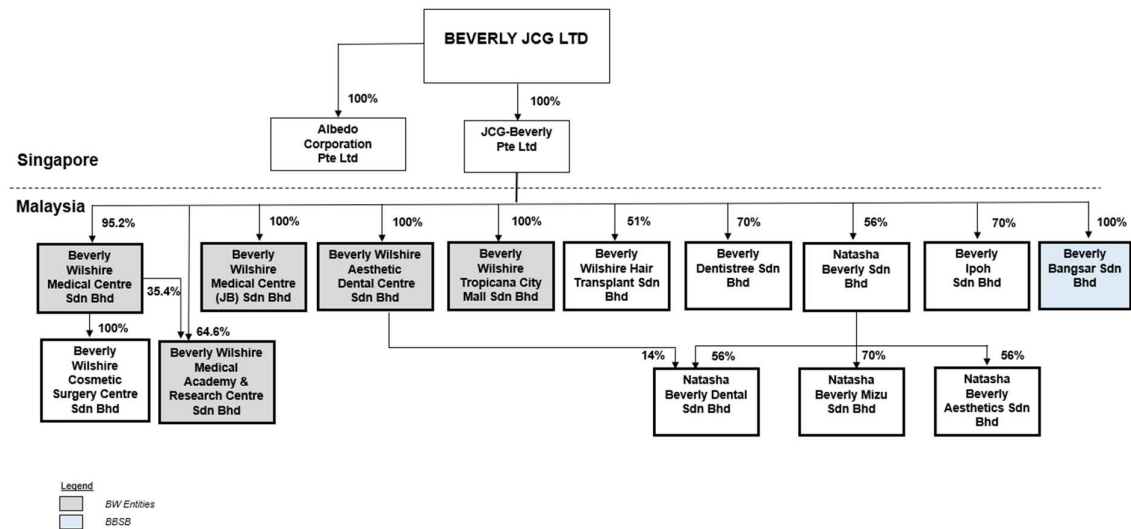 BEVERLY JCG LTD
100%
100%
Albedo
Corporation
Pte Ltd
JCG-Beverly
Pte Ltd
Singapore
Malaysia
95.2%
100%
100%
100%
51%
70%
56%
70%
100%
Beverly
Wilshire
Medical Centre
Sdn Bhd
Beverly
Wilshire
Medical Centre
(JB) Sdn Bhd
Beverly Wilshire
Aesthetic
Dental Centre
Sdn Bhd
Beverly
Wilshire
Tropicana City
Mall Sdn Bhd
Beverly
Wilshire Hair
Transplant Sdn
Bhd
Beverly
Dentistree Sdn
Bhd
Natasha
Beverly Sdn
Bhd
Beverly
Ipoh
Sdn Bhd
Beverly
Bangsar Sdn
Bhd
35.4%
100%
64.6%
Beverly
Wilshire
Cosmetic
Surgery Centre
Sdn Bhd
Beverly Wilshire
Medical
Academy &
Research Centre
Sdn Bhd
14%
56%
70%
56%
Natasha
Beverly Dental
Sdn Bhd
Natasha
Beverly Mizu
Sdn Bhd
Natasha
Beverly
Aesthetics Sdn
Bhd
Legend
BW Entities
BBSB